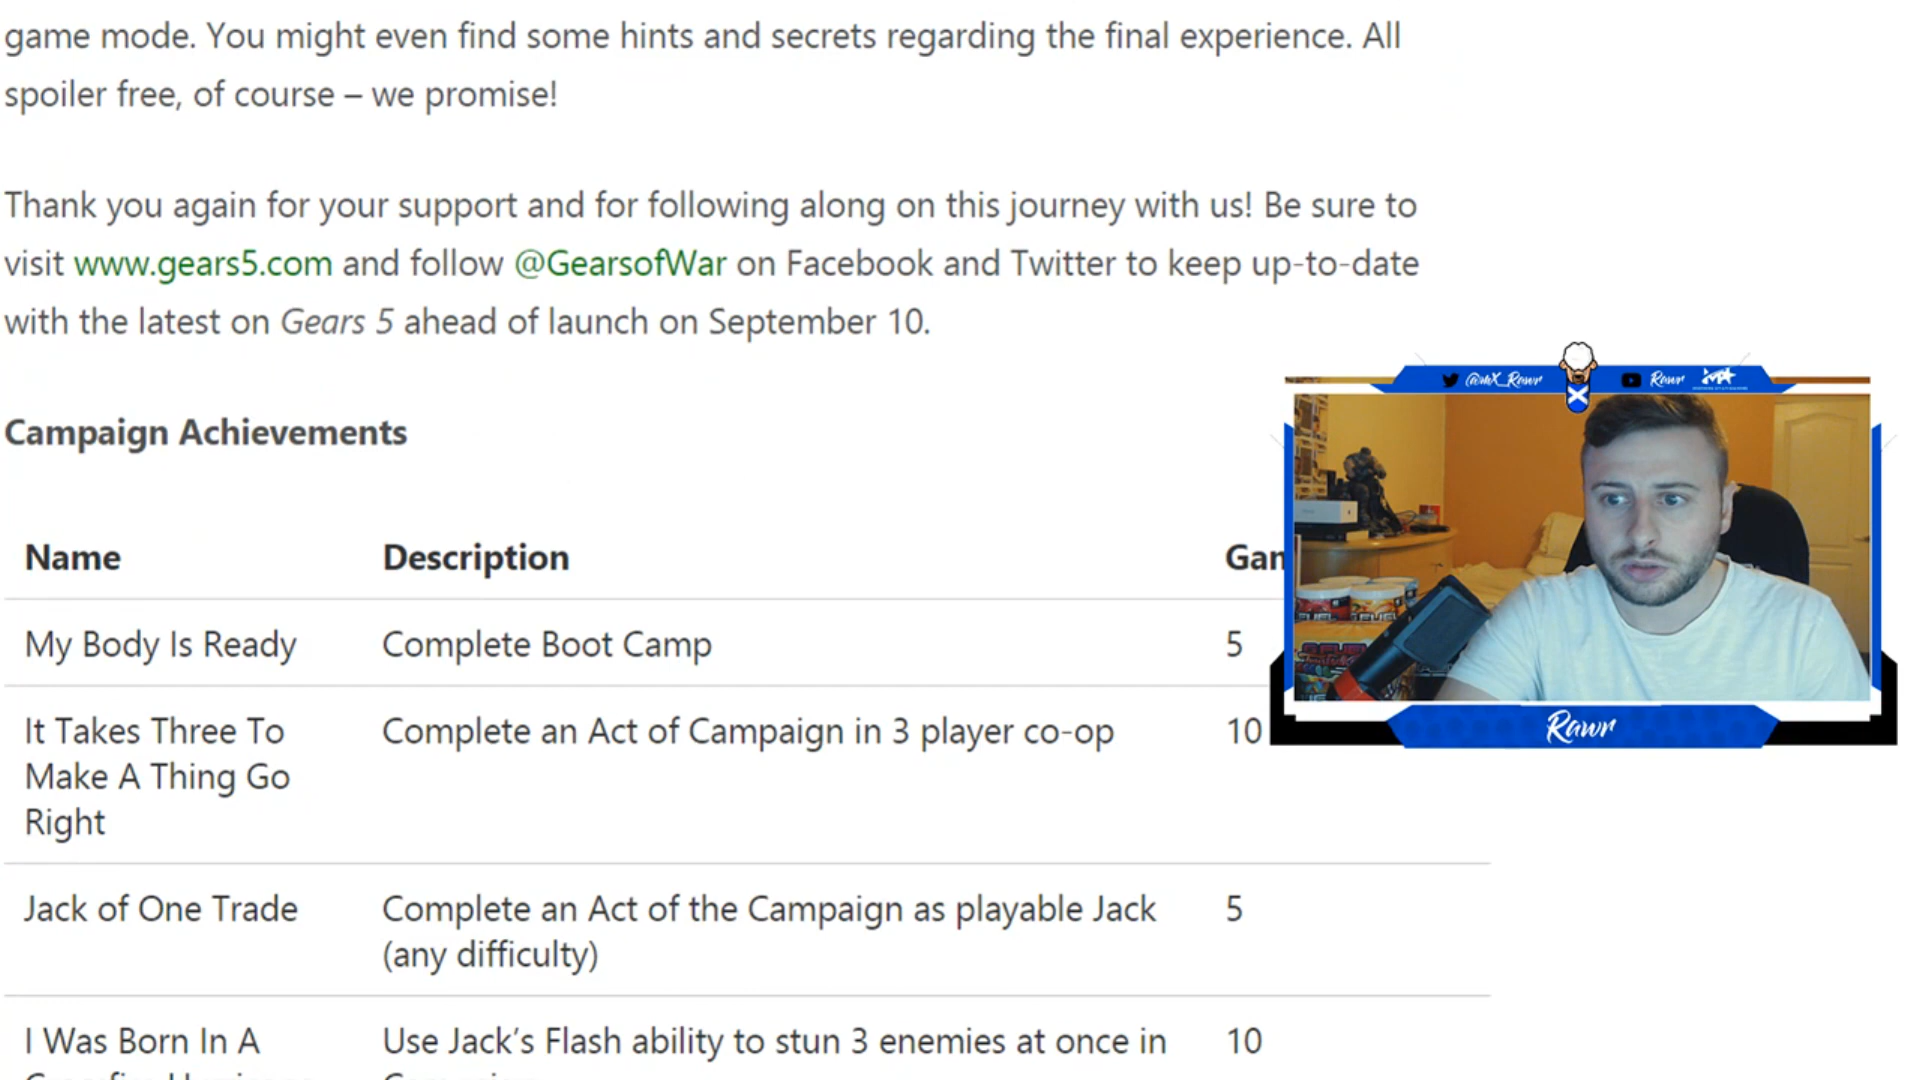 game mode. You might even find some hints and secrets regarding the final experience. All
spoiler free, of course – we promise!
Thank you again for your support and for following along on this journey with us! Be sure to
visit www.gears5.com and follow @GearsofWar on Facebook and Twitter to keep up-to-date
with the latest on Gears 5 ahead of launch on September 10.
Campaign Achievements
Name Description
My Body Is Ready Complete Boot Camp 5
It Takes Three To Complete an Act of Campaign in 3 player co-op 10
Make A Thing Go
Right
Jack of One Trade Complete an Act of the Campaign as playable Jack 5
(any difficulty)
I Was Born In A Use Jack’s Flash ability to stun 3 enemies at once in 10
@mX_Rawr Rawr
Rawr